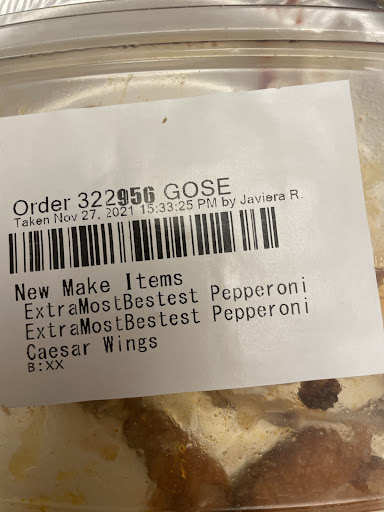 Order 322956 GOSE
Taken Nov 27, 2021 15:33:25 PM by Javiera R.
New Make Items
ExtraMostBestest Pepperoni
ExtraMostBestest Pepperoni
Caesar Wings
B:XX